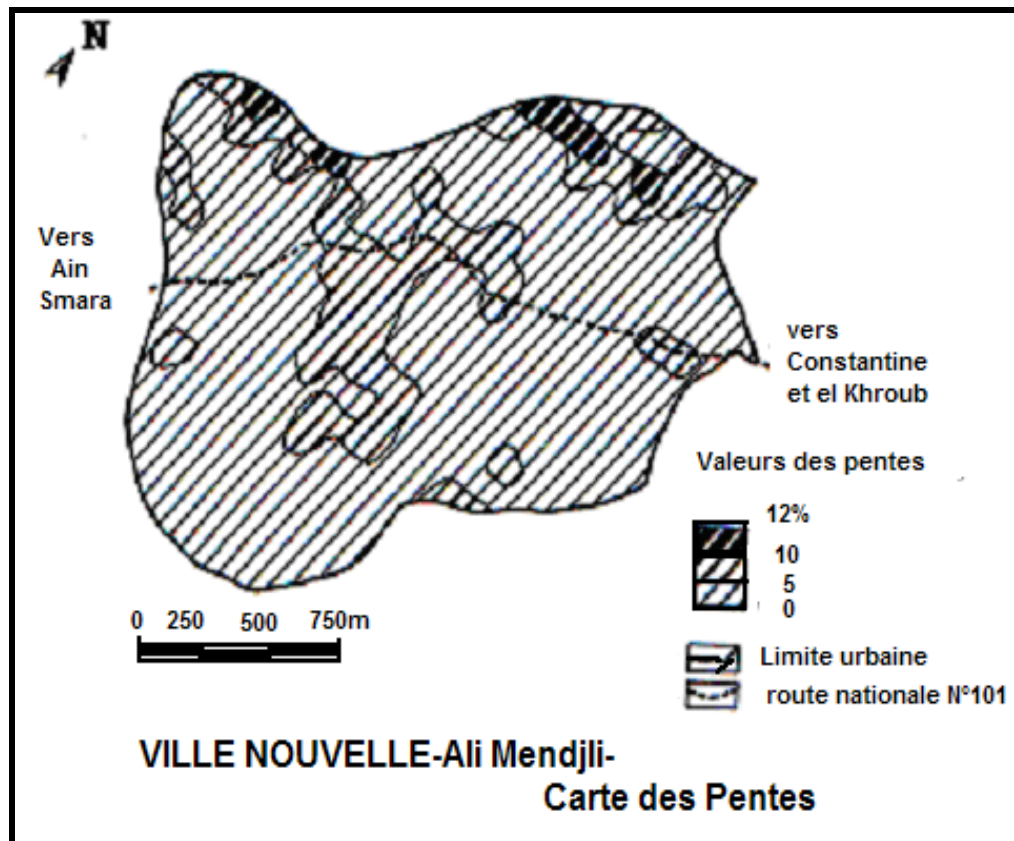 N
Vers
Ain
Smara
vers
Constantine
et el Khroub
Valeurs des pentes
12%
10
5
0
0 250 500 750m
Limite urbaine
route nationale N°101
VILLE NOUVELLE-Ali Mendjli-
Carte des Pentes